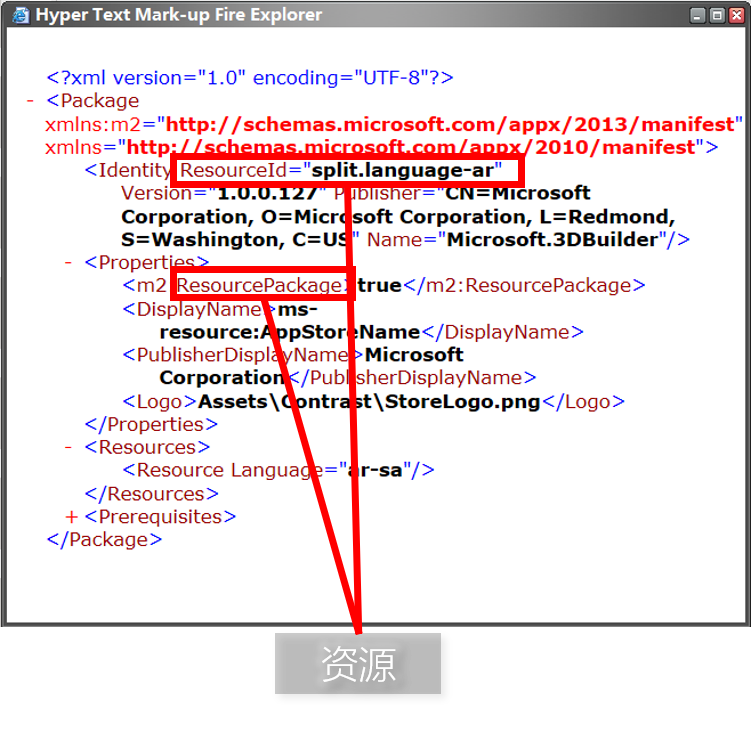 Hyper Text Mark-up Fire Explorer
<?xml version="1.0" encoding="UTF-8"?>
- <Package
xmlns:m2="http://schemas.microsoft.com/appx/2013/manifest"
xmlns="http://schemas.microsoft.com/appx/2010/manifest">
<Identity ResourceId="split.language-ar"
Version="1.0.0.127" Publisher="CN=Microsoft
Corporation, O=Microsoft Corporation, L=Redmond,
S=Washington, C=US" Name="Microsoft.3DBuilder"/>
- <Properties>
<m2:ResourcePackage>true</m2:ResourcePackage>
<DisplayName>ms-
resource:AppStoreName</DisplayName>
<PublisherDisplayName>Microsoft
Corporation</PublisherDisplayName>
<Logo>Assets\Contrast\StoreLogo.png</Logo>
</Properties>
- <Resources>
<Resource Language="ar-sa"/>
</Resources>
+ <Prerequisites>
</Package>
资源